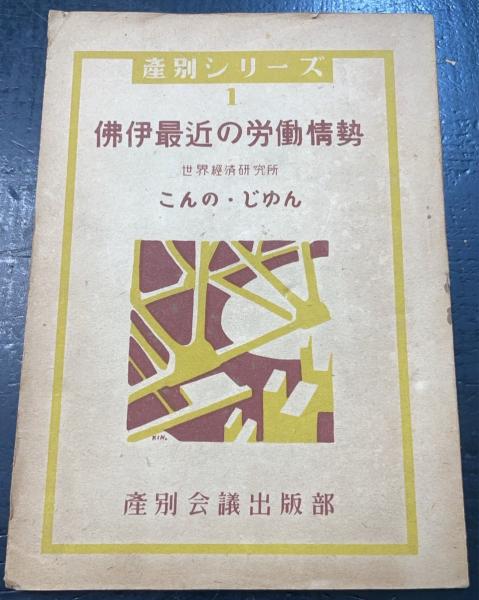 産別シリーズ
1
佛伊最近の労働情勢
世界經済研究所
こんの・じゆん
KIN.
産別会議出版部